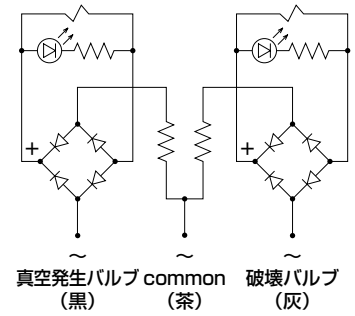 + +
～ ～ ～
真空発生バルブ common 破壊バルブ
（黒） （茶） （灰）